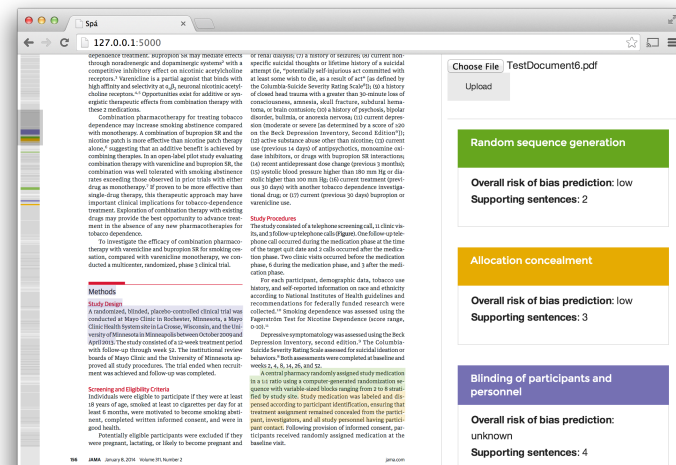 Spá
127.0.0.1:5000
dependence treatment. Bupropion SR may mediate effects
through noradrenergic and dopaminergic systems² with a
competitive inhibitory effect on nicotinic acetylcholine
receptors.³ Varenicline is a partial agonist that binds with
high affinity and selectivity at α₄β₂ neuronal nicotinic acetyl-
choline receptors.⁴,⁵ Opportunities exist for additive or syn-
ergistic therapeutic effects from combination therapy with
these 2 medications.
Combination pharmacotherapy for treating tobacco
dependence may increase smoking abstinence compared
with monotherapy. A combination of bupropion SR and the
nicotine patch is more effective than nicotine patch therapy
alone,⁶ suggesting that an additive benefit is achieved by
combining therapies. In an open-label pilot study evaluating
combination therapy with varenicline and bupropion SR, the
combination was well tolerated with smoking abstinence
rates exceeding those observed in prior trials with either
drug as monotherapy.⁷ If proven to be more effective than
single-drug therapy, this therapeutic approach may have
important clinical implications for tobacco-dependence
treatment. Exploration of combination therapy with existing
drugs may provide the best opportunity to advance treat-
ment in the absence of any new pharmacotherapies for
tobacco dependence.
To investigate the efficacy of combination pharmaco-
therapy with varenicline and bupropion SR for smoking ces-
sation, compared with varenicline monotherapy, we con-
ducted a multicenter, randomized, phase 3 clinical trial.
Methods
Study Design
A randomized, blinded, placebo-controlled clinical trial was
conducted at Mayo Clinic in Rochester, Minnesota, a Mayo
Clinic Health System site in La Crosse, Wisconsin, and the Uni-
versity of Minnesota in Minneapolis between October 2009 and
April 2013. The study consisted of a 12-week treatment period
with follow-up through week 52. The institutional review
boards of Mayo Clinic and the University of Minnesota ap-
proved all study procedures. The trial ended when recruit-
ment was achieved and follow-up was completed.
Screening and Eligibility Criteria
Individuals were eligible to participate if they were at least
18 years of age, smoked at least 10 cigarettes per day for at
least 6 months, were motivated to become smoking absti-
nent, completed written informed consent, and were in
good health.
Potentially eligible participants were excluded if they
were pregnant, lactating, or likely to become pregnant and
or renal dialysis; (7) a history of seizures; (8) current non-
specific suicidal thoughts or lifetime history of a suicidal
attempt (ie, "potentially self-injurious act committed with
at least some wish to die, as a result of act" (as defined by
the Columbia-Suicide Severity Rating Scale⁸); (9) a history
of closed head trauma with a greater than 30-minute loss of
consciousness, amnesia, skull fracture, subdural hema-
toma, or brain contusion; (10) a history of psychosis, bipolar
disorder, bulimia, or anorexia nervosa; (11) current depres-
sion (moderate or severe [as determined by a score of >20
on the Beck Depression Inventory, Second Edition⁹]);
(12) active substance abuse other than nicotine; (13) current
use (previous 14 days) of antipsychotics, monoamine oxi-
dase inhibitors, or drugs with bupropion SR interactions;
(14) recent antidepressant dose change (previous 3 months);
(15) systolic blood pressure higher than 180 mm Hg or dia-
stolic higher than 100 mm Hg; (16) current treatment (previ-
ous 30 days) with another tobacco dependence investiga-
tional drug; or (17) current (previous 30 days) bupropion or
varenicline use.
Study Procedures
The study consisted of a telephone screening call, 11 clinic vis-
its, and 3 follow-up telephone calls (Figure). One follow-up tele-
phone call occurred during the medication phase at the time
of the target quit date and 2 calls occurred after the medica-
tion phase. Two clinic visits occurred before the medication
phase, 6 during the medication phase, and 3 after the medi-
cation phase.
For each participant, demographic data, tobacco use
history, and self-reported information on race and ethnicity
according to National Institutes of Health guidelines and
recommendations for federally funded research were
collected.¹⁰ Smoking dependence was assessed using the
Fagerström Test for Nicotine Dependence (score range,
0-10).¹¹
Depressive symptomatology was assessed using the Beck
Depression Inventory, second edition.⁹ The Columbia-
Suicide Severity Rating Scale assessed for suicidal ideation or
behaviors.⁸ Both assessments were completed at baseline and
weeks 2, 4, 8, 14, 26, and 52.
A central pharmacy randomly assigned study medication
in a 1:1 ratio using a computer-generated randomization se-
quence with variable-sized blocks ranging from 2 to 8 strati-
fied by study site. Study medication was labeled and dis-
pensed according to participant identification, ensuring that
treatment assignment remained concealed from the partici-
pant, investigators, and all study personnel having partici-
pant contact. Following provision of informed consent, par-
ticipants received randomly assigned medication at the
baseline visit.
156 JAMA January 8, 2014 Volume 311, Number 2
jama.com
Choose File TestDocument6.pdf
Upload
Random sequence generation
Overall risk of bias prediction: low
Supporting sentences: 2
Allocation concealment
Overall risk of bias prediction: low
Supporting sentences: 3
Blinding of participants and
personnel
Overall risk of bias prediction:
unknown
Supporting sentences: 4